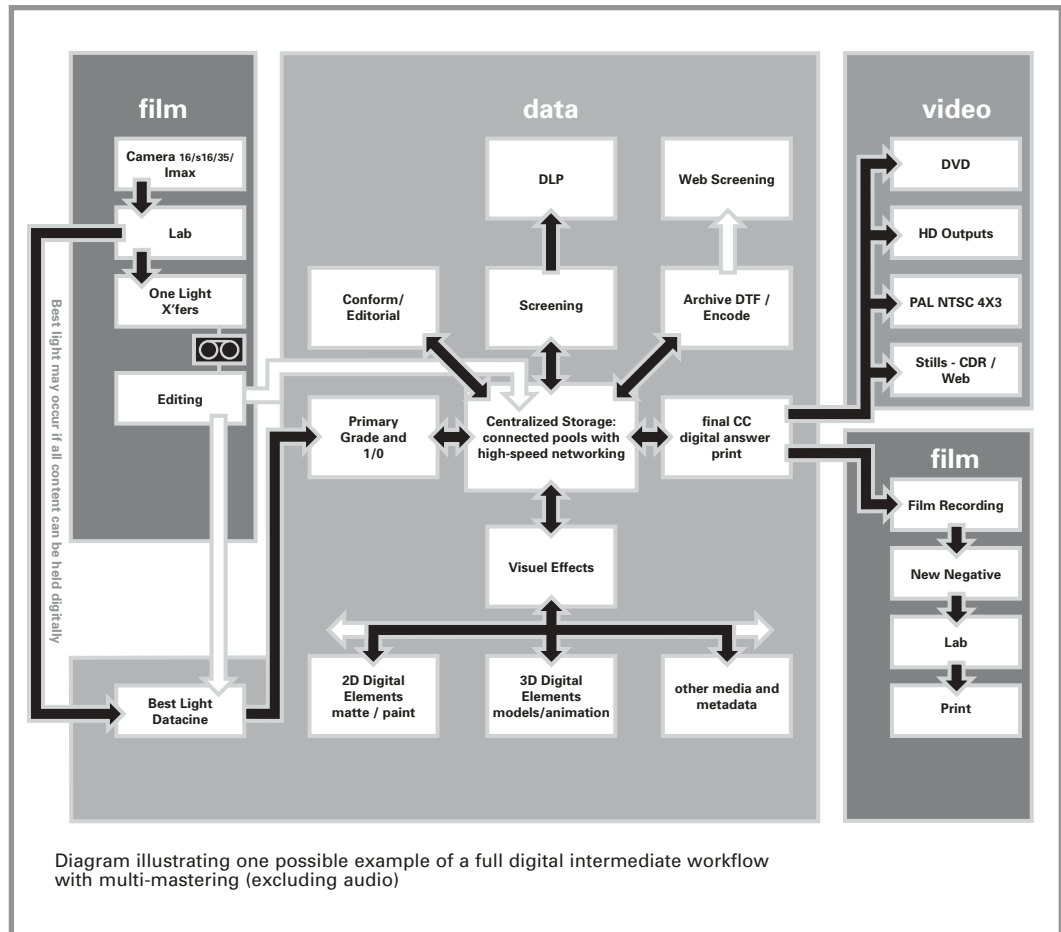 film
Camera 16/s16/35/
Imax
Lab
One Light
X'fers
Editing
Best light may occur if all content can be held digitally
Best Light
Datacine
data
DLP
Web Screening
Conform/
Editorial
Screening
Archive DTF /
Encode
Primary
Grade and
1/0
Centralized Storage:
connected pools with
high-speed networking
final CC
digital answer
print
Visuel Effects
2D Digital
Elements
matte / paint
3D Digital
Elements
models/animation
other media and
metadata
video
DVD
HD Outputs
PAL NTSC 4X3
Stills - CDR /
Web
film
Film Recording
New Negative
Lab
Print
Diagram illustrating one possible example of a full digital intermediate workflow
with multi-mastering (excluding audio)